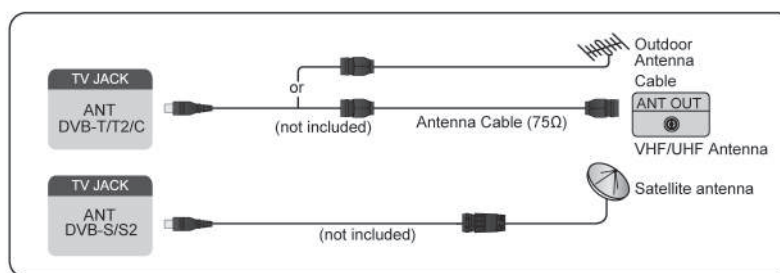 TV JACK
ANT
DVB-T/T2/C
or
(not included)
Antenna Cable (75Ω)
Outdoor
Antenna
Cable
ANT OUT
VHF/UHF Antenna
TV JACK
ANT
DVB-S/S2
(not included)
Satellite antenna